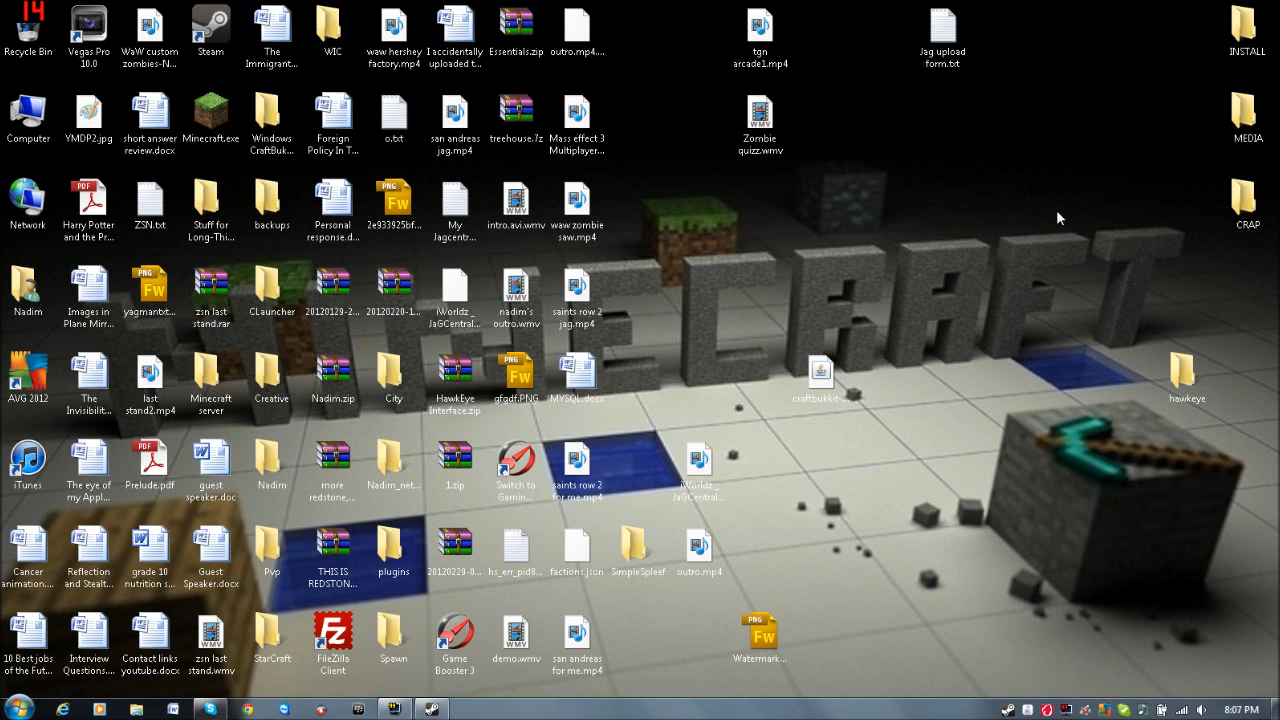 14
Recycle Bin
Vegas Pro
10.0
WaW custom
zombies-N...
Steam
The
Immigrant...
WIC
waw hershey
factory.mp4
I accidentally
uploaded t...
Essentials.zip
outro.mp4....
tgn
arcade1.mp4
Jag upload
form.txt
INSTALL
Computer
YMDP2.jpg
short answer
review.docx
Minecraft.exe
Windows
CraftBuk...
Foreign
Policy In T...
o.txt
san andreas
jag.mp4
treehouse.7z
Mass effect 3
Multiplayer...
Zombie
quizz.wmv
MEDIA
Network
Harry Potter
and the Pr...
ZSN.txt
Stuff for
Long-Thi...
backups
Personal
response.d...
2e933925bf...
My
Jagcentr...
intro.avi.wmv
waw zombie
saw.mp4
CRAP
Nadim
Images in
Plane Mirr...
yagmantxt...
zsn last
stand.rar
CLauncher
20120129-2...
20120220-1...
iWorldz _
JaGCentral...
nadim's
outro.wmv
saints row 2
jag.mp4
MINECRAFT
AVG 2012
The
Invisibilit...
last
stand2.mp4
Minecraft
server
Creative
Nadim.zip
City
HawkEye
Interface.zip
gfgdf.PNG
MYSQL.docx
craftbukkit-...
hawkeye
iTunes
The eye of
my Appl...
Prelude.pdf
guest
speaker.doc
Nadim
more
redstone,...
Nadim_net...
1.zip
Switch to
Gamin...
saints row 2
for me.mp4
iWorldz _
JaGCentral...
Cancer
animation....
Reflection
and Stealt...
grade 10
nutrition s...
Guest
Speaker.docx
Pvp
THIS IS
REDSTON...
plugins
20120229-0...
hs_err_pid8...
factions.json
SimpleSpleef
outro.mp4
10 Best jobs
of the Fut...
Interview
Questions....
Contact links
youtube.docx
zsn last
stand.wmv
StarCraft
FileZilla
Client
Spawn
Game
Booster 3
demo.wmv
san andreas
for me.mp4
Watermark...
8:07 PM